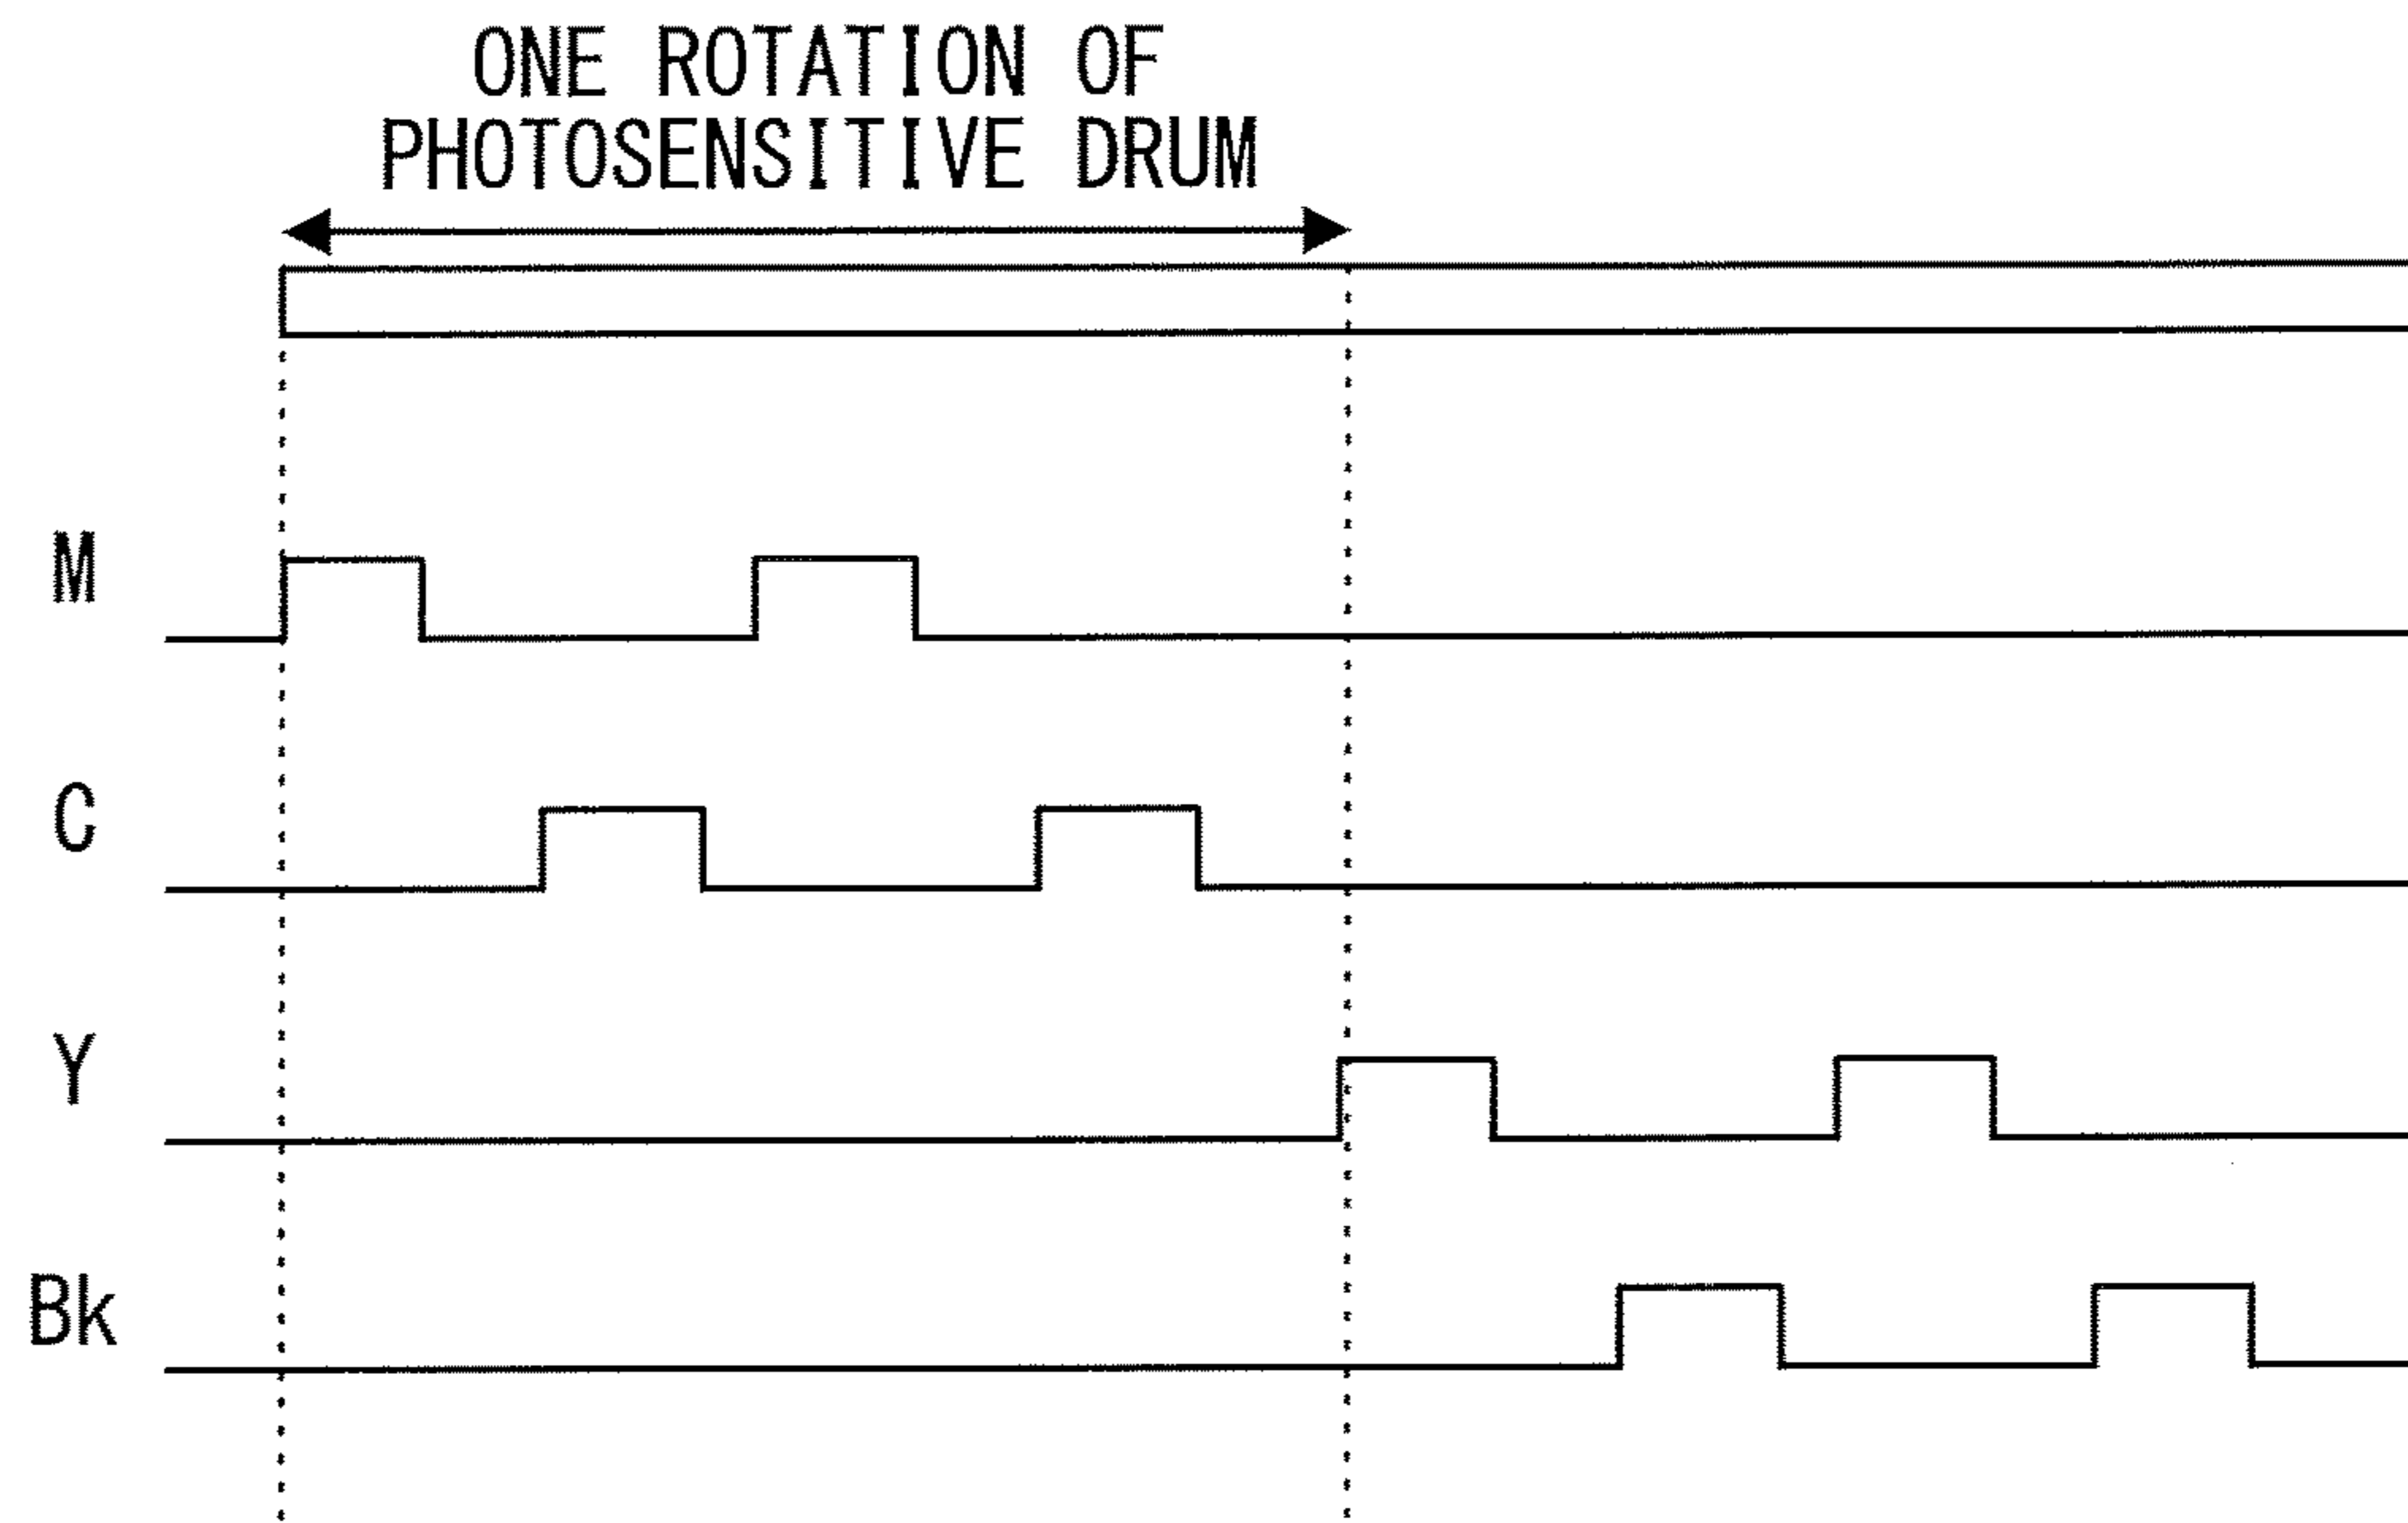 ONE ROTATION OF
PHOTOSENSITIVE DRUM
M
C
Y
Bk